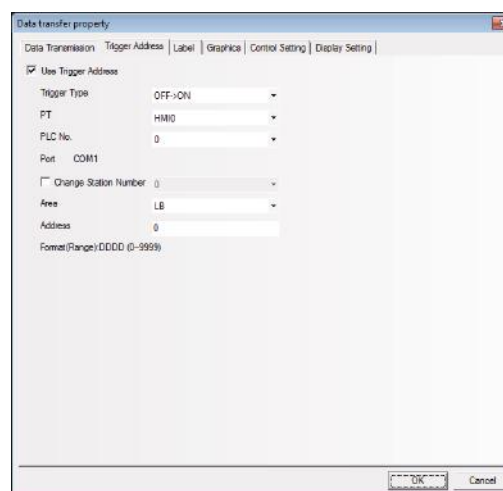 Data transfer property
Data Transmission Trigger Address Label Graphics Control Setting Display Setting
Use Trigger Address
Trigger Type OFF->ON
PT HMI0
PLC No. 0
Port COM1
Change Station Number 0
Area LB
Address 0
Format(Range):DDDD (0~9999)
OK Cancel